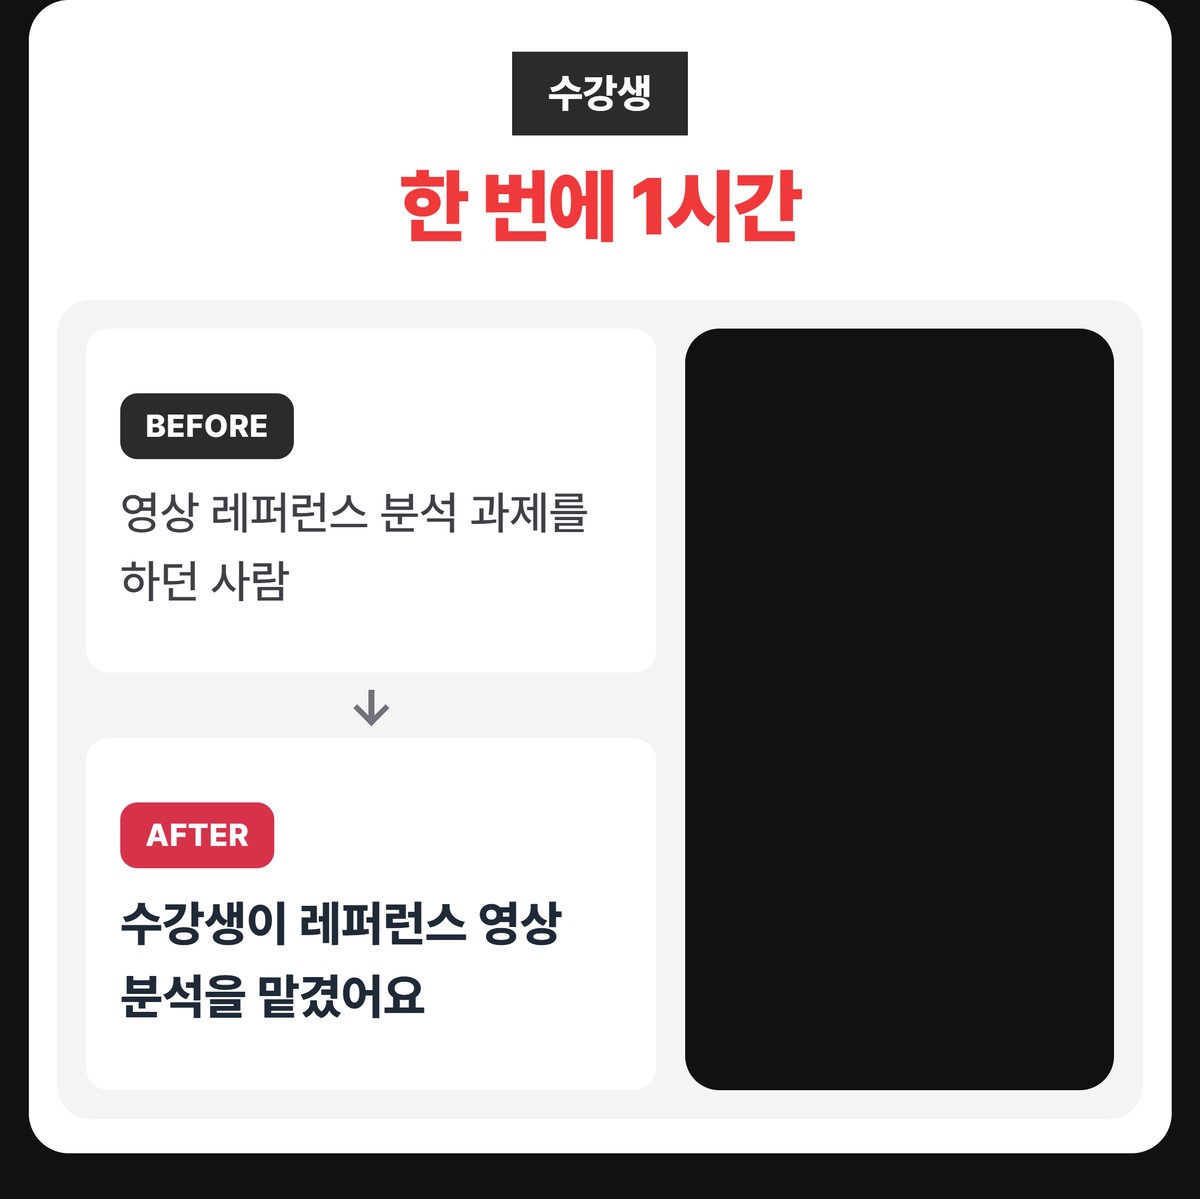 수강생
한 번에 1시간
BEFORE
영상 레퍼런스 분석 과제를
하던 사람
AFTER
수강생이 레퍼런스 영상
분석을 맡겼어요